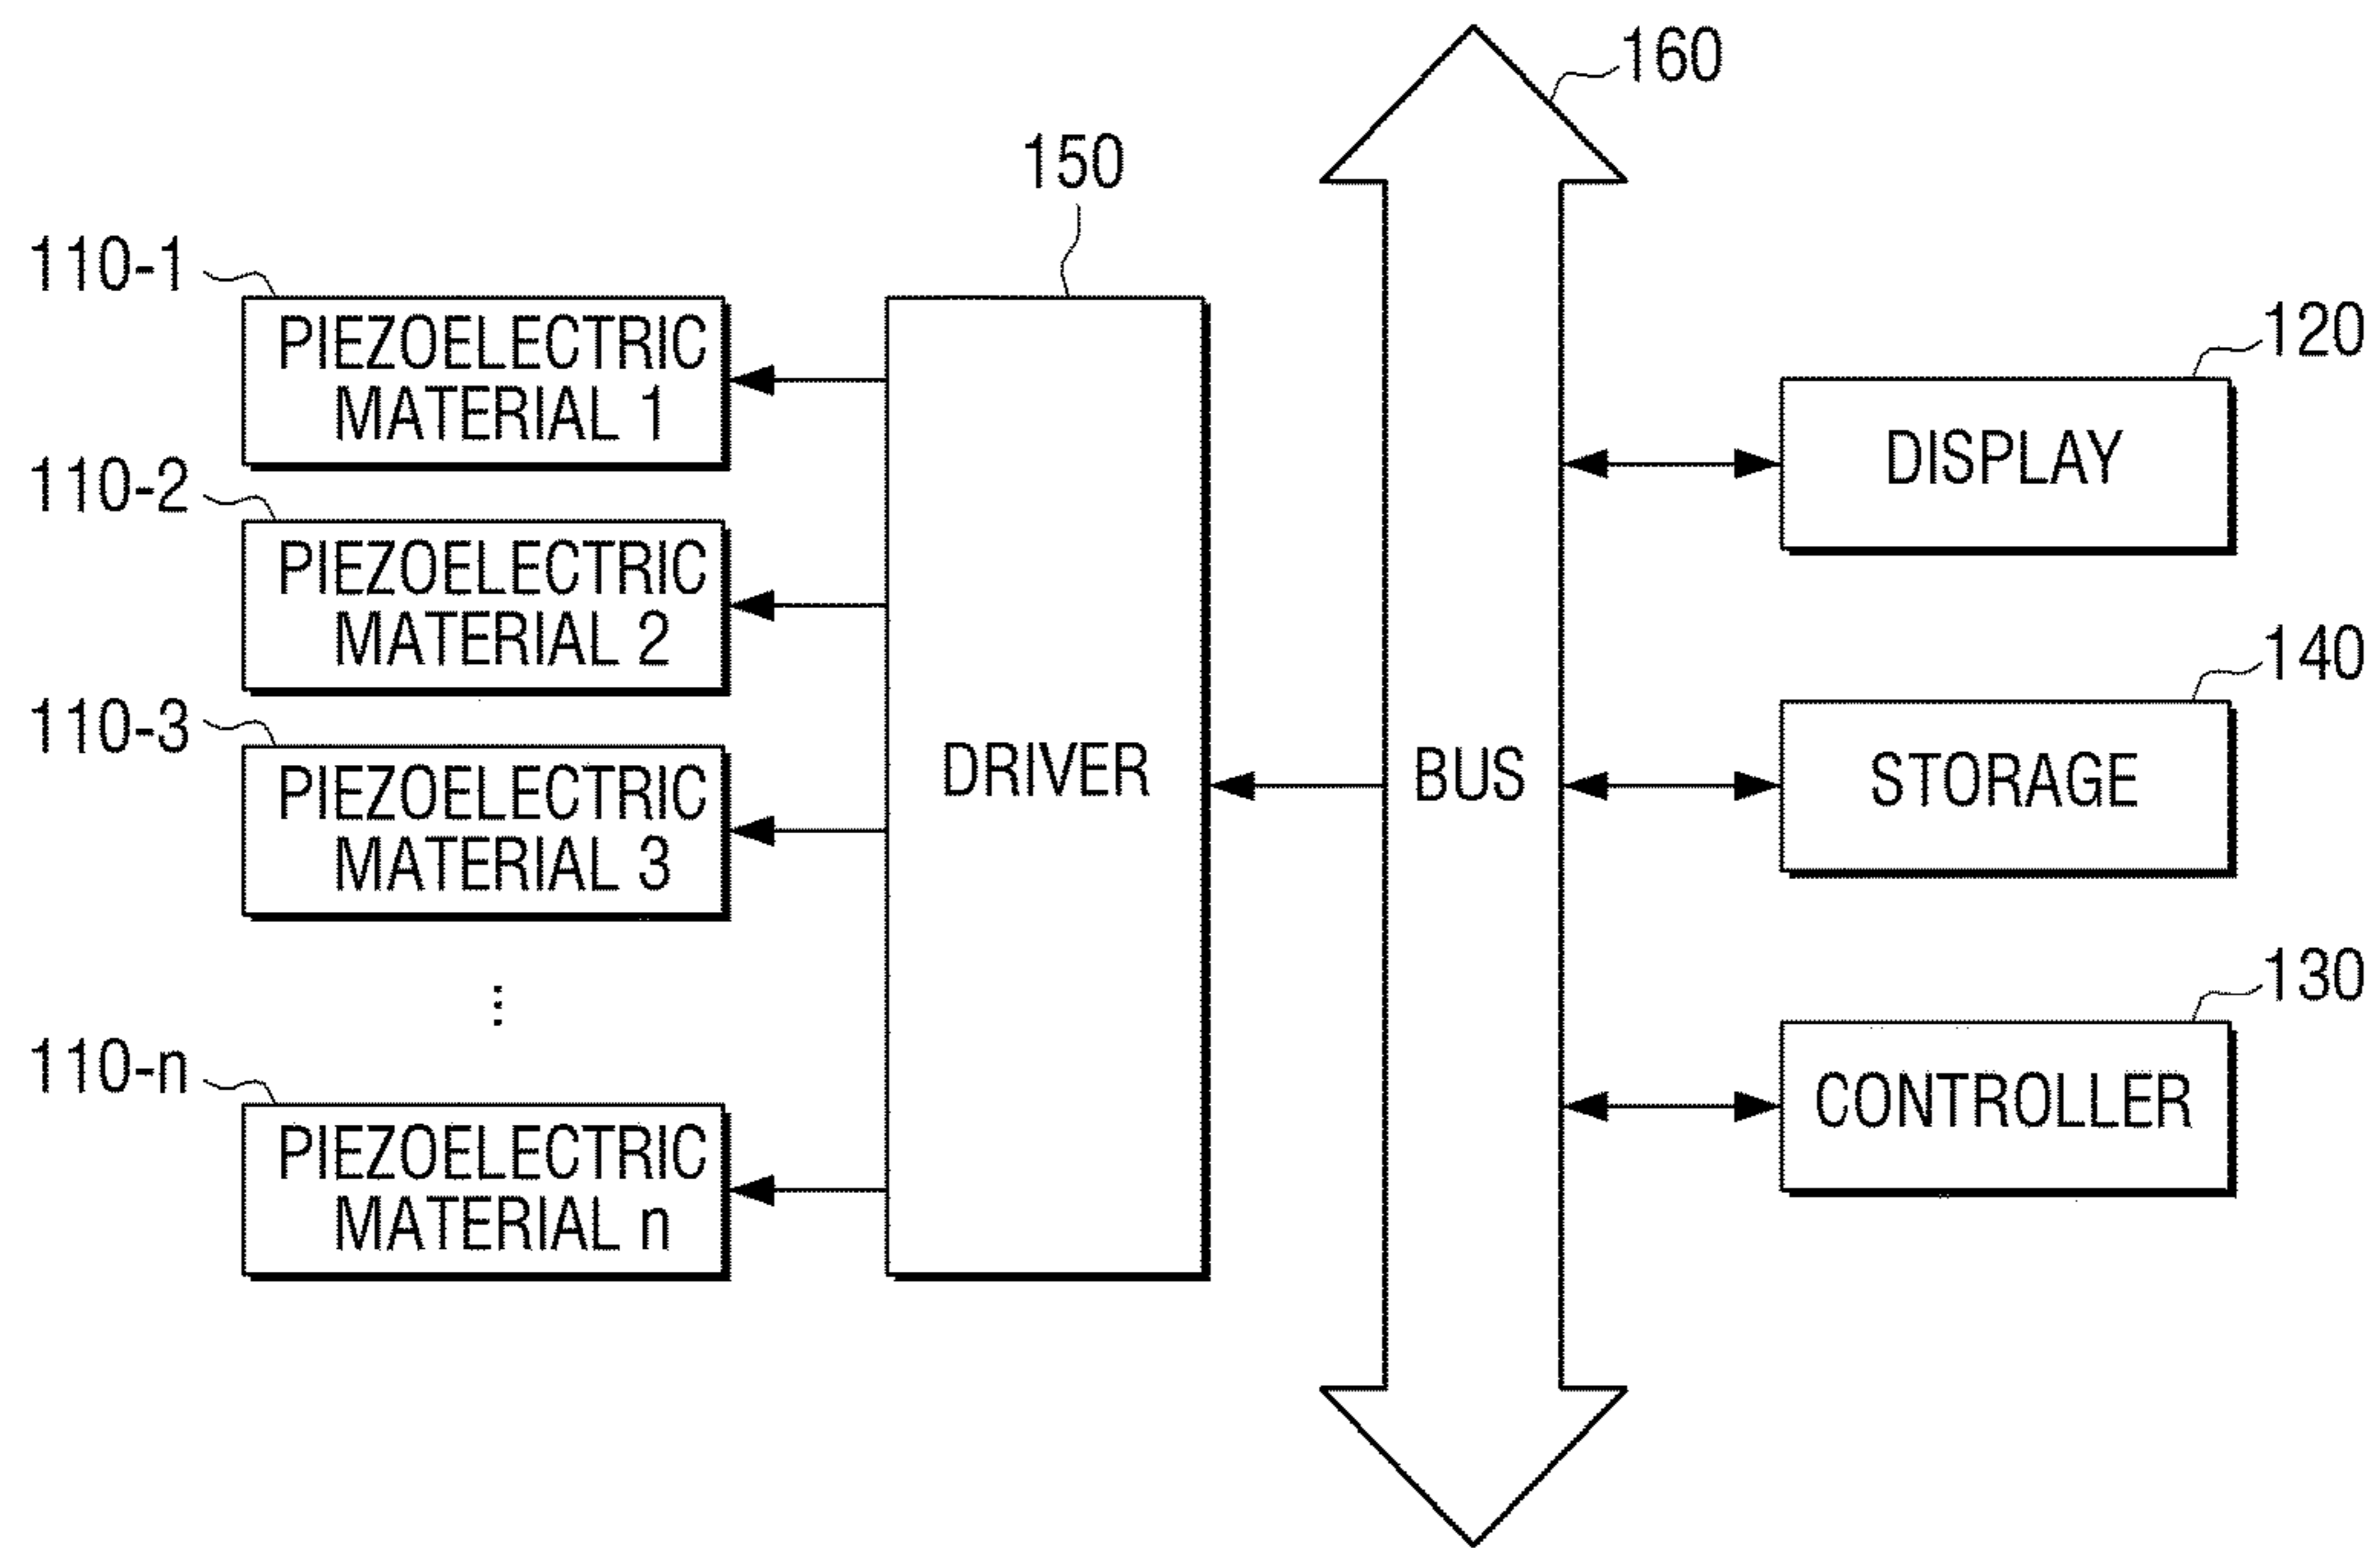 160
150
110-1
PIEZOELECTRIC
MATERIAL 1
120
DISPLAY
110-2
PIEZOELECTRIC
MATERIAL 2
140
STORAGE
110-3
PIEZOELECTRIC
MATERIAL 3
DRIVER
BUS
130
CONTROLLER
⋮
110-n
PIEZOELECTRIC
MATERIAL n